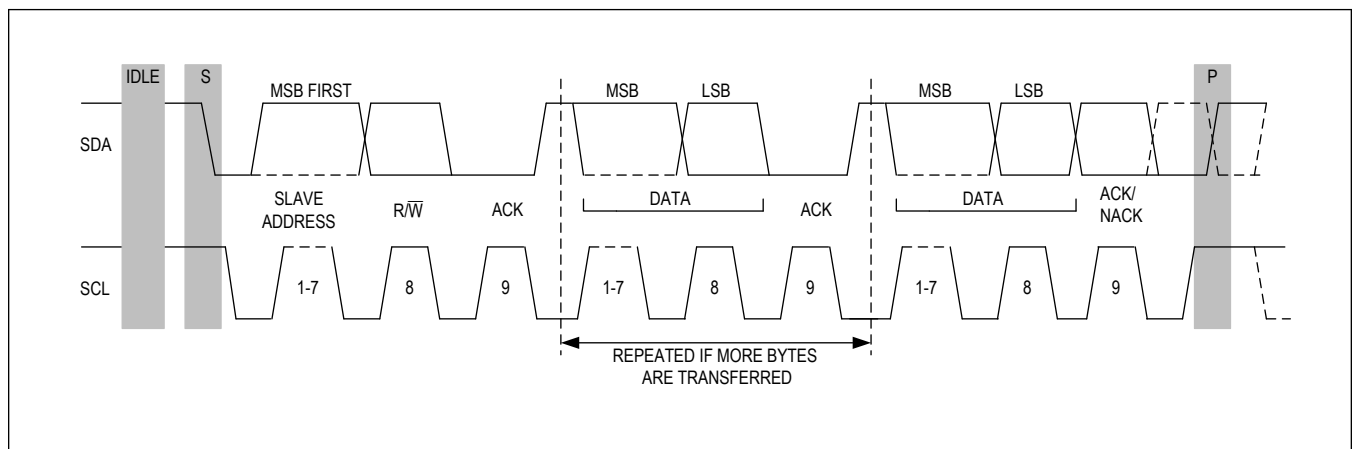 IDLE S P
MSB FIRST MSB LSB MSB LSB
SDA
SLAVE ADDRESS R/W̅ ACK DATA ACK DATA ACK/NACK
SCL 1-7 8 9 1-7 8 9 1-7 8 9
REPEATED IF MORE BYTES
ARE TRANSFERRED